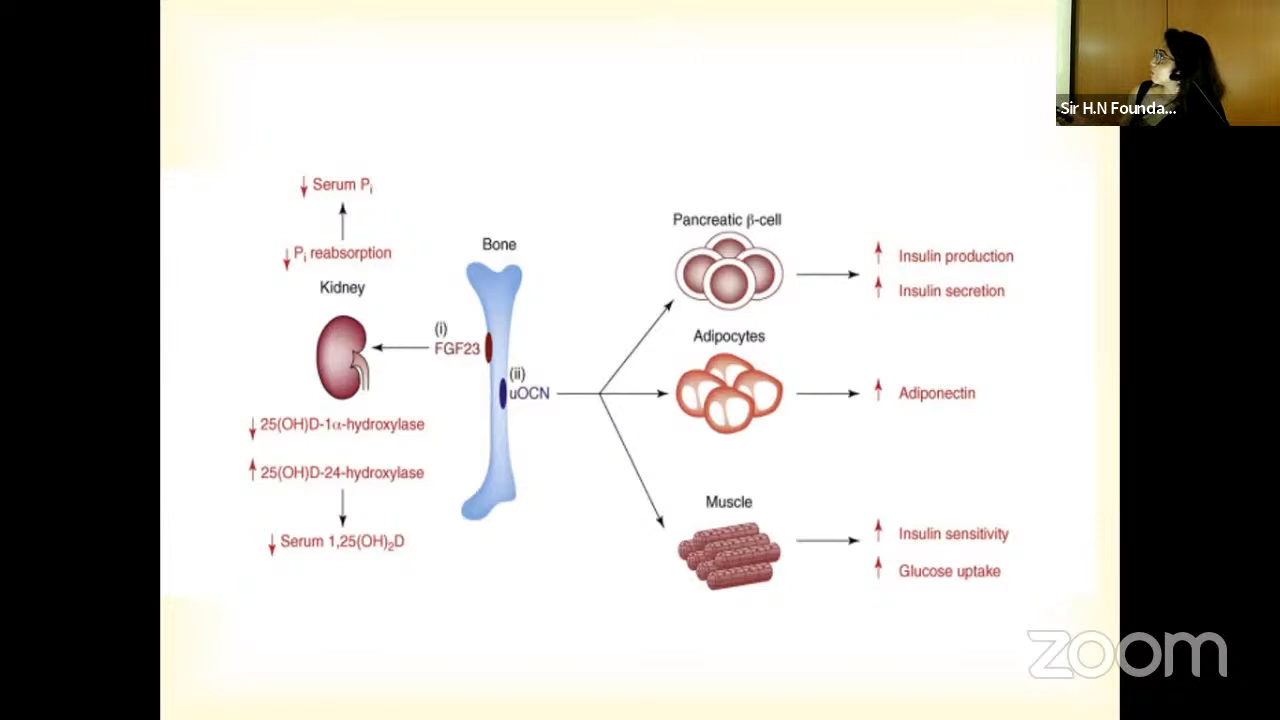 Sir H.N Founda...
↓ Serum Pi
↓ Pi reabsorption
Kidney
Bone
(i)
FGF23
(ii)
uOCN
↓ 25(OH)D-1α-hydroxylase
↑ 25(OH)D-24-hydroxylase
↓ Serum 1,25(OH)₂D
Pancreatic β-cell
↑ Insulin production
↑ Insulin secretion
Adipocytes
↑ Adiponectin
Muscle
↑ Insulin sensitivity
↑ Glucose uptake
zoom